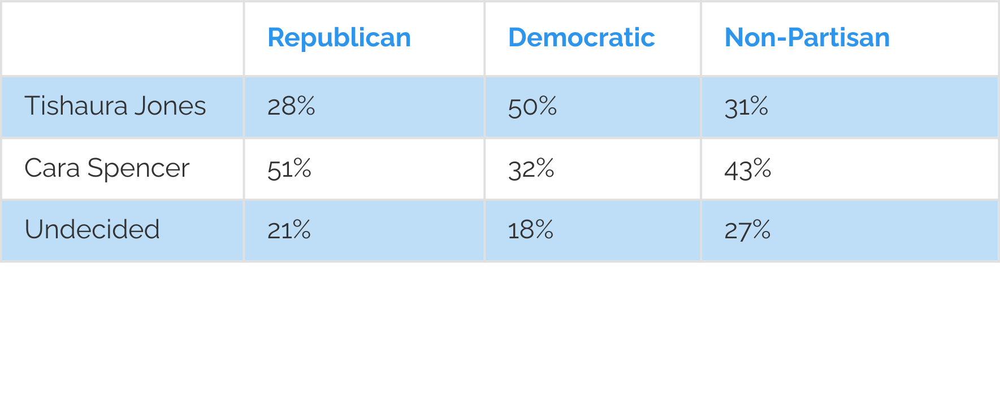 Republican Democratic Non-Partisan
Tishaura Jones 28% 50% 31%
Cara Spencer 51% 32% 43%
Undecided 21% 18% 27%